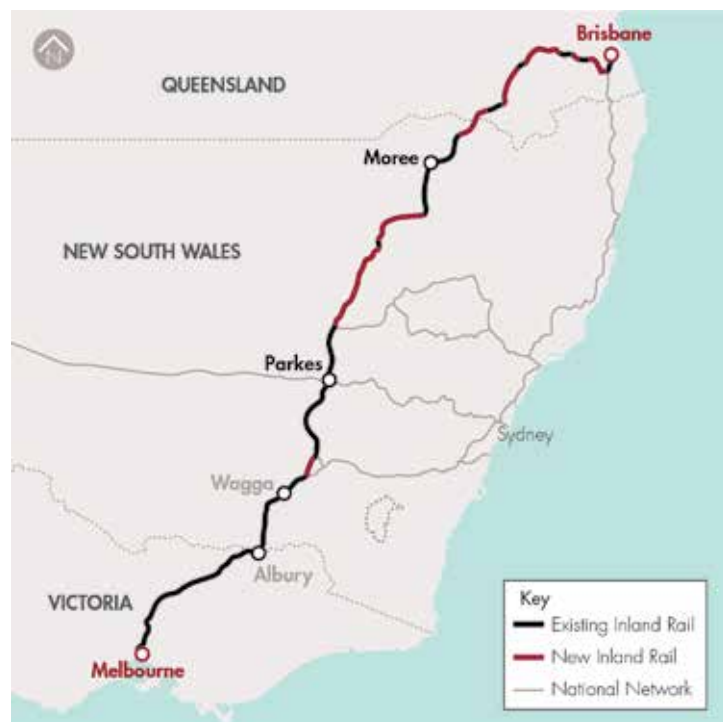 N
Brisbane
QUEENSLAND
Moree
NEW SOUTH WALES
Parkes
Sydney
Wagga
Albury
VICTORIA
Melbourne
Key
Existing Inland Rail
New Inland Rail
National Network